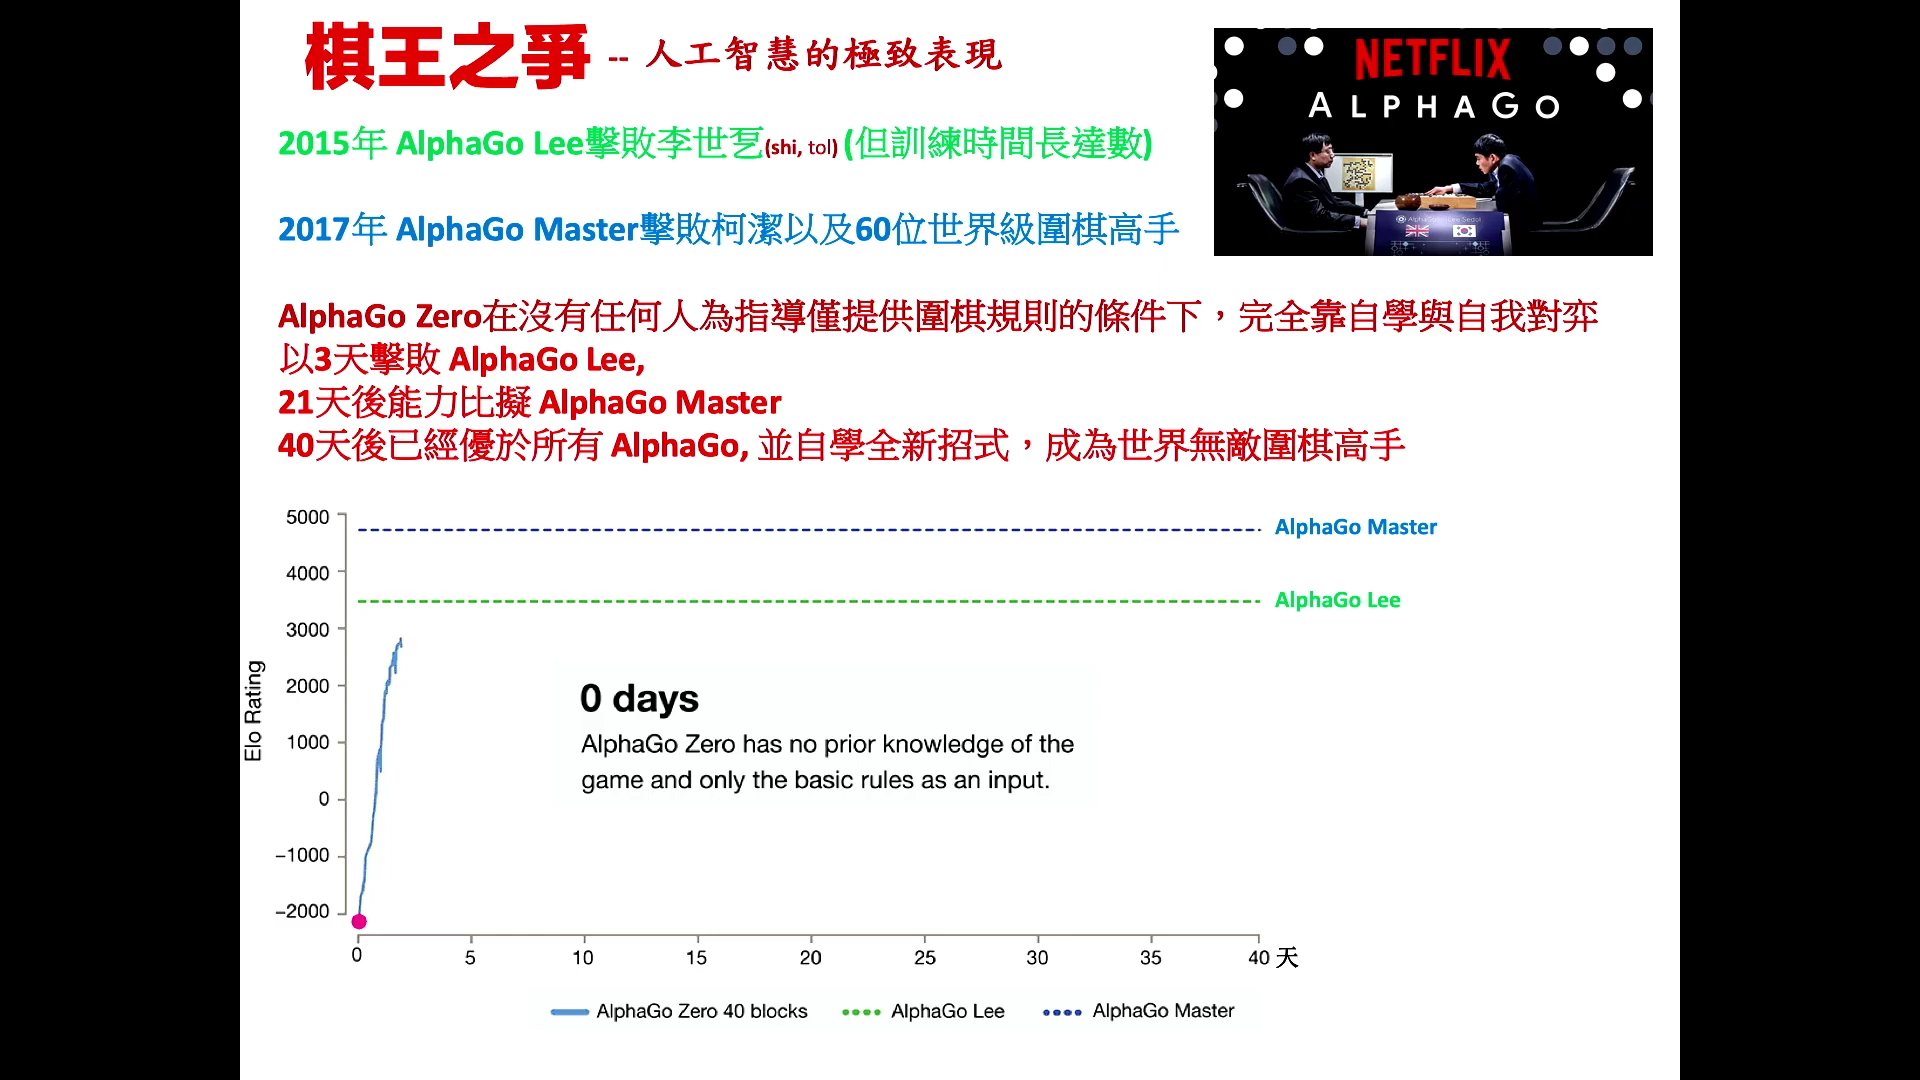 棋王之爭 -- 人工智慧的極致表現
NETFLIX
ALPHAGO
2015年 AlphaGo Lee擊敗李世乭(shi, tol) (但訓練時間長達數)
2017年 AlphaGo Master擊敗柯潔以及60位世界級圍棋高手
AlphaGo Zero在沒有任何人為指導僅提供圍棋規則的條件下，完全靠自學與自我對弈
以3天擊敗 AlphaGo Lee,
21天後能力比擬 AlphaGo Master
40天後已經優於所有 AlphaGo, 並自學全新招式，成為世界無敵圍棋高手
5000
4000
3000
2000
1000
0
−1000
−2000
Elo Rating
AlphaGo Master
AlphaGo Lee
0 days
AlphaGo Zero has no prior knowledge of the
game and only the basic rules as an input.
0 5 10 15 20 25 30 35 40 天
AlphaGo Zero 40 blocks AlphaGo Lee AlphaGo Master